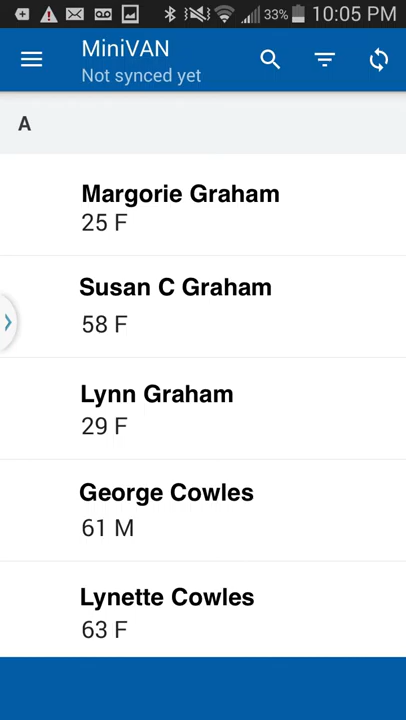 33% 10:05 PM
MiniVAN
Not synced yet
A
Margorie Graham
25 F
Susan C Graham
58 F
Lynn Graham
29 F
George Cowles
61 M
Lynette Cowles
63 F